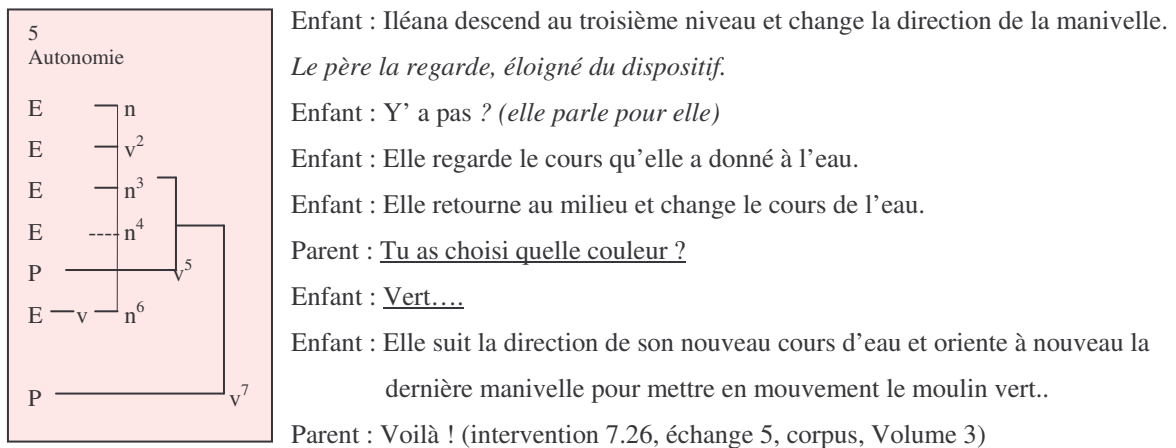 5
Autonomie
E n
E v²
E n³
E n⁴
P v⁵
E v n⁶
P v⁷
Enfant : Iléana descend au troisième niveau et change la direction de la manivelle.
Le père la regarde, éloigné du dispositif.
Enfant : Y’ a pas ? (elle parle pour elle)
Enfant : Elle regarde le cours qu’elle a donné à l’eau.
Enfant : Elle retourne au milieu et change le cours de l’eau.
Parent : Tu as choisi quelle couleur ?
Enfant : Vert….
Enfant : Elle suit la direction de son nouveau cours d’eau et oriente à nouveau la
dernière manivelle pour mettre en mouvement le moulin vert..
Parent : Voilà ! (intervention 7.26, échange 5, corpus, Volume 3)